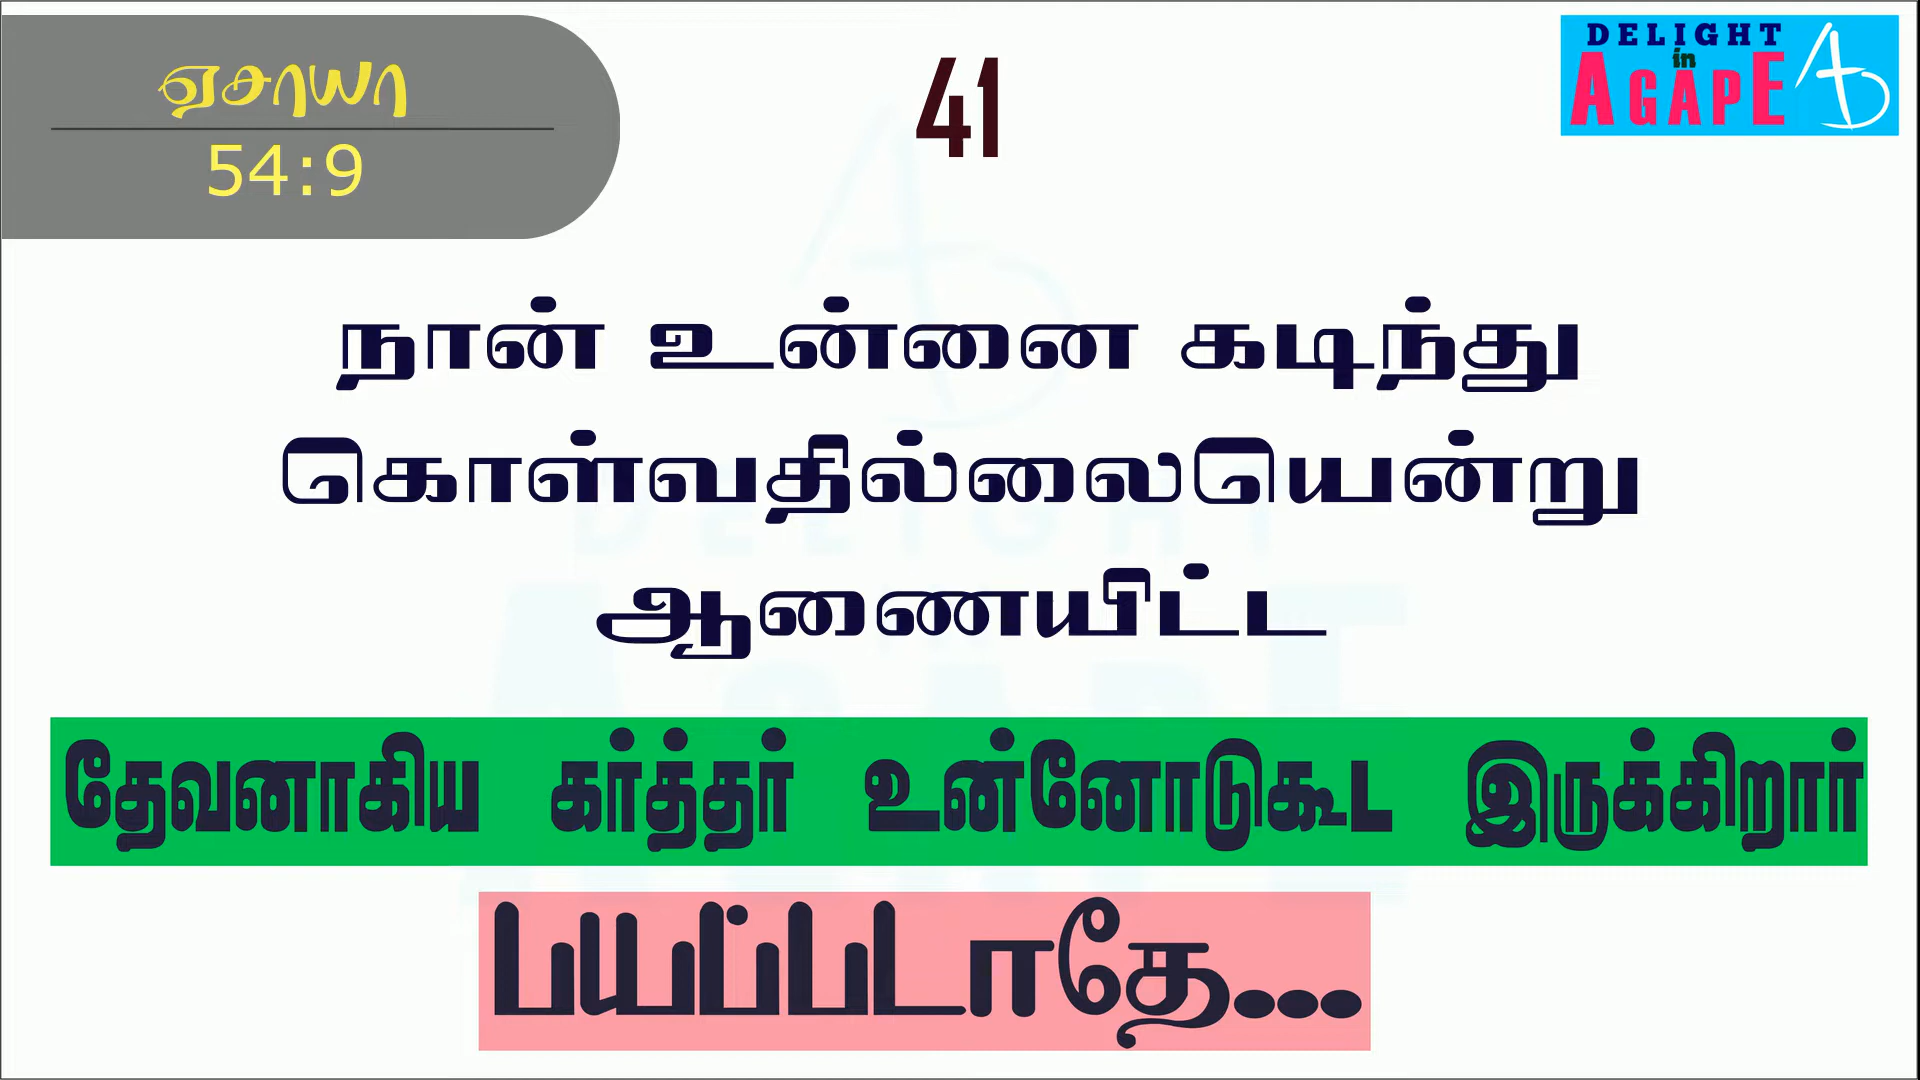 ஏசாயா
54:9
41
DELIGHT
in
AGAPE
நான் உன்னை கடிந்து
கொள்வதில்லையென்று
ஆணையிட்ட
தேவனாகிய கர்த்தர் உன்னோடுகூட இருக்கிறார்
பயப்படாதே...